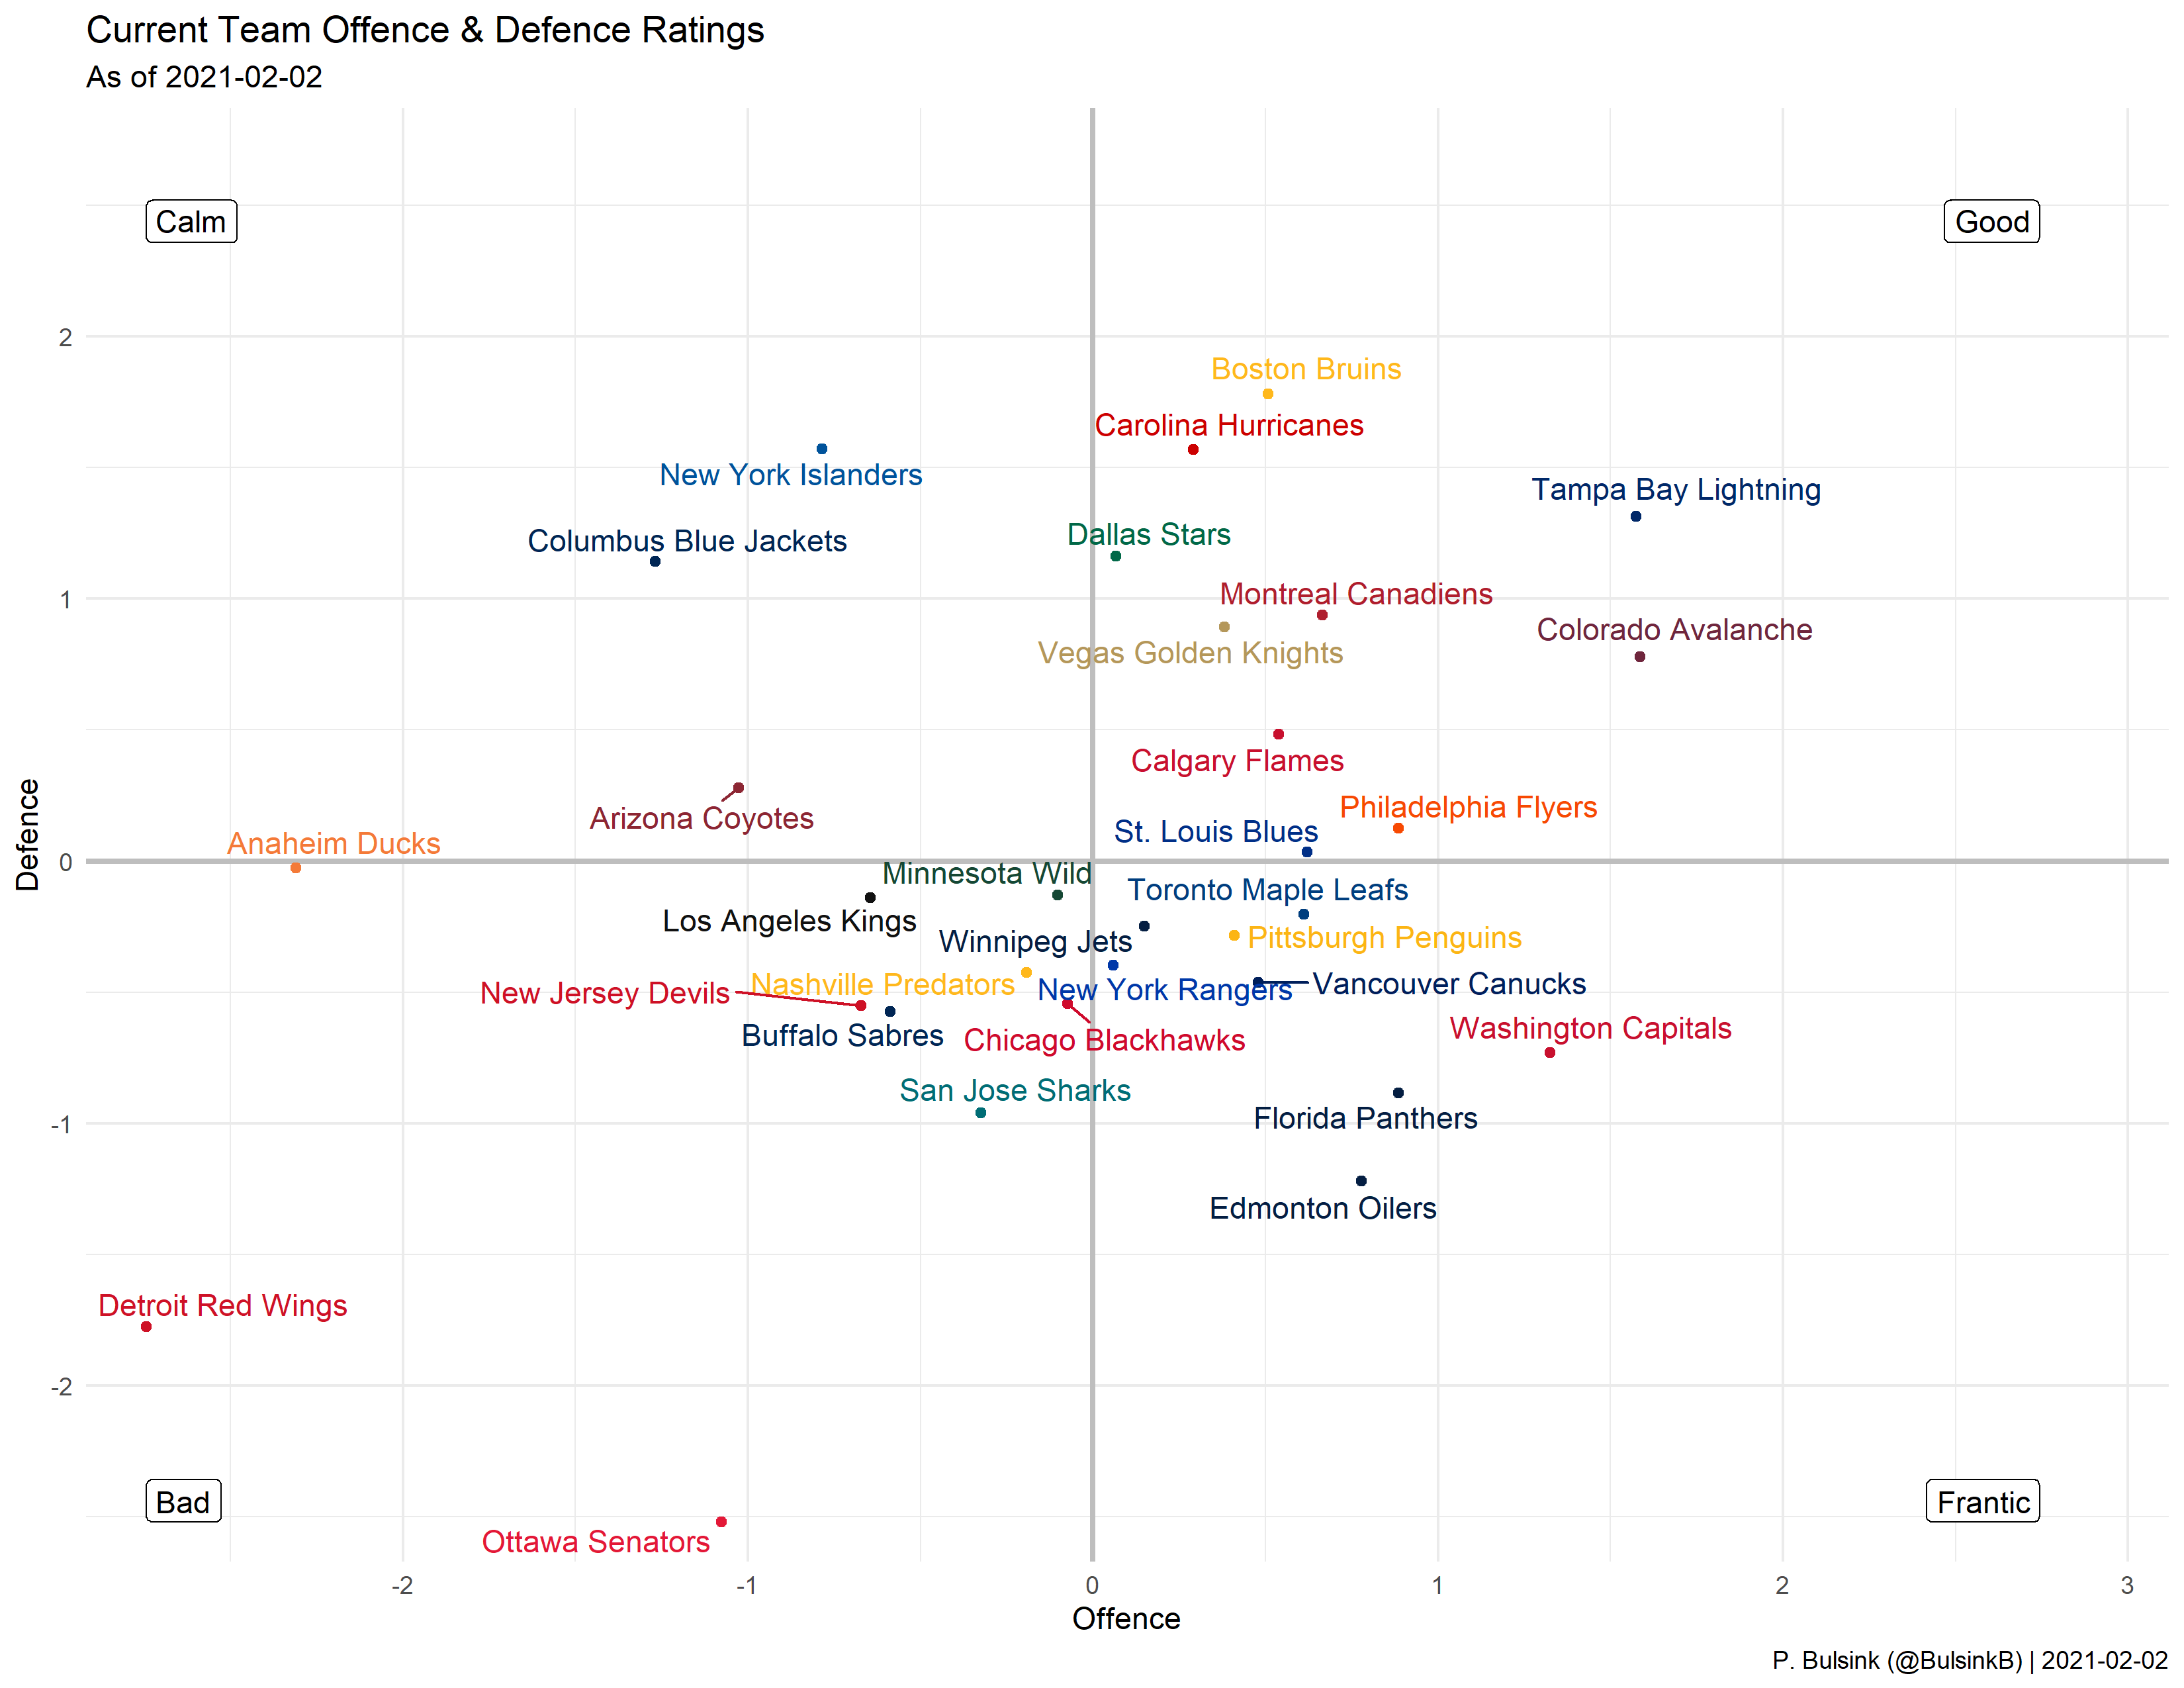 Current Team Offence & Defence Ratings
As of 2021-02-02
Calm
Good
2
Boston Bruins
Carolina Hurricanes
New York Islanders
Tampa Bay Lightning
Columbus Blue Jackets
Dallas Stars
1
Montreal Canadiens
Colorado Avalanche
Vegas Golden Knights
Calgary Flames
Arizona Coyotes
Philadelphia Flyers
St. Louis Blues
Anaheim Ducks
0
Defence
Minnesota Wild
Toronto Maple Leafs
Los Angeles Kings
Winnipeg Jets
Pittsburgh Penguins
Nashville Predators
New York Rangers
Vancouver Canucks
New Jersey Devils
Buffalo Sabres
Chicago Blackhawks
Washington Capitals
San Jose Sharks
Florida Panthers
-1
Edmonton Oilers
Detroit Red Wings
-2
Bad
Frantic
Ottawa Senators
-2
-1
0
1
2
3
Offence
P. Bulsink (@BulsinkB) | 2021-02-02